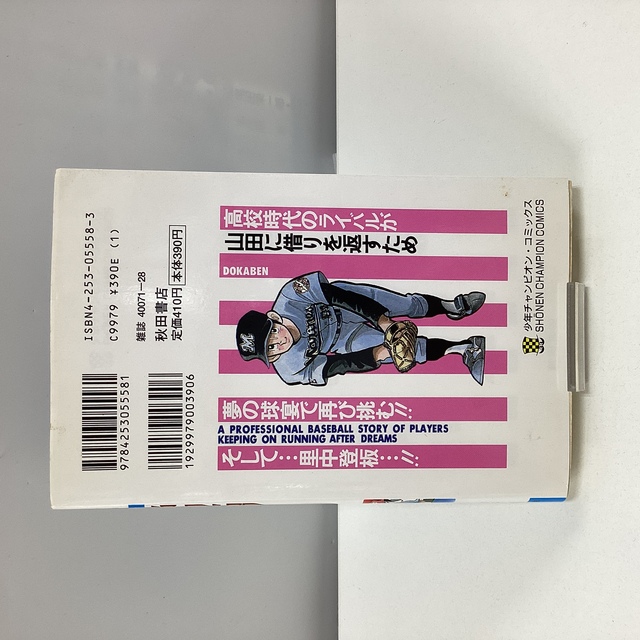 少年チャンピオン・コミックス
SHŌNEN CHAMPION COMICS
高校時代のライバルが
山田に借りを返すため
DOKABEN
夢の球宴で再び挑む!!
A PROFESSIONAL BASEBALL STORY OF PLAYERS
KEEPING ON RUNNING AFTER DREAMS
そして…里中登板…!!
ISBN4-253-05558-3
C9979 ¥390E (1)
雑誌 40071-28
秋田書店
定価410円 本体390円
9784253055581
1929979003906